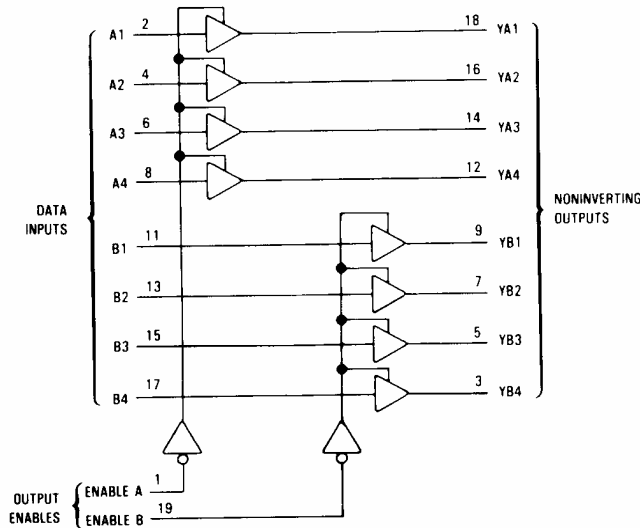 A1 2 18 YA1
A2 4 16 YA2
A3 6 14 YA3
A4 8 12 YA4
DATA
INPUTS
NONINVERTING
OUTPUTS
B1 11 9 YB1
B2 13 7 YB2
B3 15 5 YB3
B4 17 3 YB4
OUTPUT
ENABLES
ENABLE A 1
ENABLE B 19